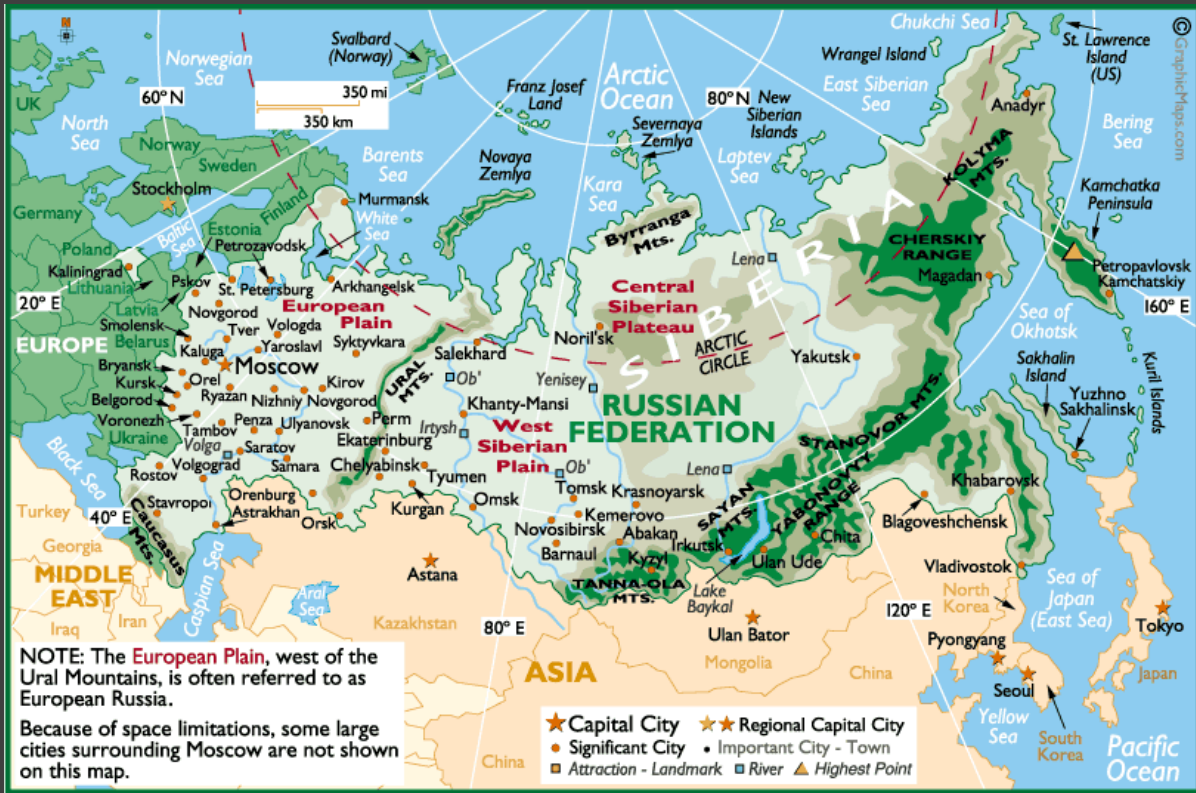 Chukchi Sea
© GraphicMaps.com
Svalbard
(Norway)
Norwegian
Sea
Wrangel Island
St. Lawrence
Island
(US)
Arctic
Ocean
East Siberian
Sea
UK
60° N
350 mi
350 km
Franz Josef
Land
80° N
New
Siberian
Islands
Anadyr
North
Sea
Severnaya
Zemlya
Bering
Sea
Norway
Sweden
Barents
Sea
Novaya
Zemlya
Laptev
Sea
KOLYMA
MTS.
Stockholm
Kara
Sea
Kamchatka
Peninsula
Germany
Finland
Murmansk
White
Sea
Baltic
Sea
Estonia
Byrranga
Mts.
SIBERIA
CHERSKIY
RANGE
Poland
Petrozavodsk
Lena
Kaliningrad
Lithuania
Pskov
St. Petersburg
Arkhangelsk
Magadan
Petropavlovsk
Kamchatskiy
20° E
European
Plain
Central
Siberian
Plateau
160° E
Latvia
Novgorod
Sea of
Okhotsk
Smolensk
Belarus
Tver
Vologda
Noril'sk
EUROPE
Kaluga
Yaroslavl
Syktyvkara
Salekhard
ARCTIC
CIRCLE
Yakutsk
Sakhalin
Island
Kuril Islands
Bryansk
Moscow
URAL
MTS.
Ob'
Yenisey
Kursk
Orel
Kirov
Yuzhno
Sakhalinsk
Belgorod
Ryazan
Nizhniy Novgorod
Khanty-Mansi
RUSSIAN
FEDERATION
Voronezh
Penza
Ulyanovsk
Perm
Irtysh
West
Siberian
Plain
STANOVOR MTS.
Ukraine
Tambov
Ekaterinburg
Volga
Saratov
Black Sea
Rostov
Volgograd
Samara
Chelyabinsk
Tyumen
Ob'
Lena
YABONOVYY
RANGE
Khabarovsk
Stavropol
Orenburg
Astrakhan
Omsk
Tomsk
Krasnoyarsk
SAYAN
MTS.
Turkey
40° E
Orsk
Kurgan
Novosibirsk
Kemerovo
Blagoveshchensk
Caucasus
Mts.
Abakan
Irkutsk
Chita
Georgia
Barnaul
Kyzyl
Ulan Ude
Vladivostok
MIDDLE
EAST
Caspian Sea
Astana
TANNA-OLA
MTS.
Lake
Baykal
North
Korea
Sea of
Japan
(East Sea)
Aral
Sea
Iraq
Iran
Kazakhstan
80° E
120° E
Tokyo
Ulan Bator
Pyongyang
ASIA
Mongolia
China
Japan
Seoul
NOTE: The European Plain, west of the
Ural Mountains, is often referred to as
European Russia.
Because of space limitations, some large
cities surrounding Moscow are not shown
on this map.
Yellow
Sea
South
Korea
Pacific
Ocean
China
Capital City
Regional Capital City
Significant City
Important City - Town
Attraction - Landmark
River
Highest Point